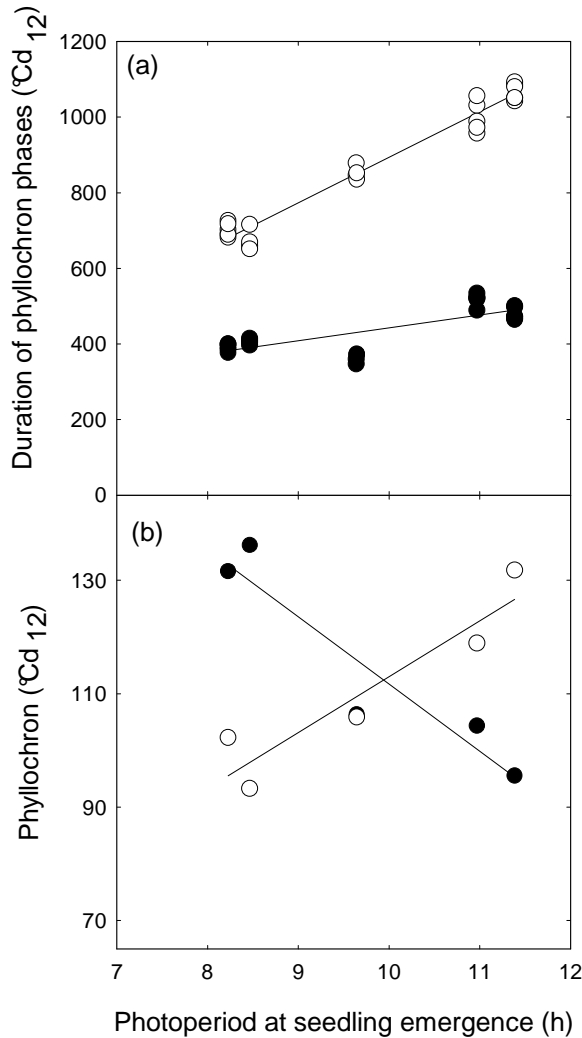 Duration of phyllochron phases (°Cd 12)
(a)
1200
1000
800
600
400
200
0
Phyllochron (°Cd 12)
(b)
130
110
90
70
7 8 9 10 11 12
Photoperiod at seedling emergence (h)